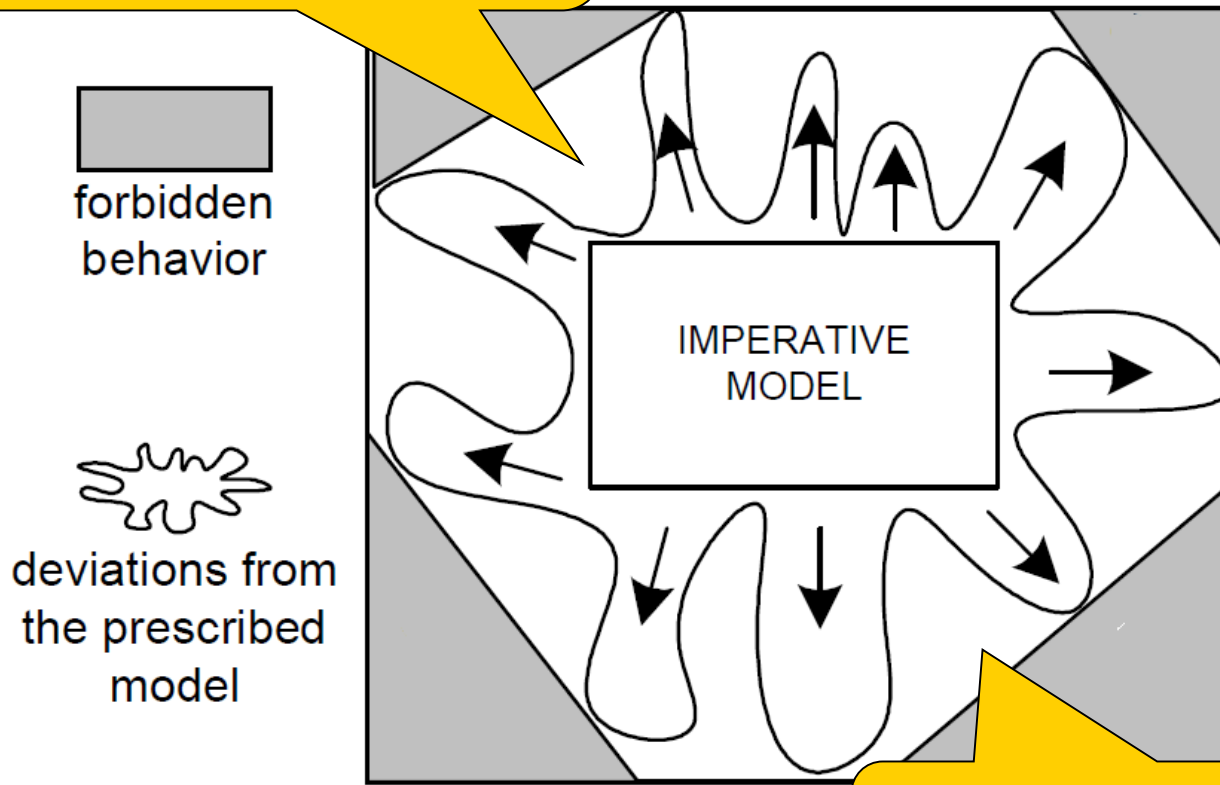 forbidden
behavior
IMPERATIVE
MODEL
deviations from
the prescribed
model